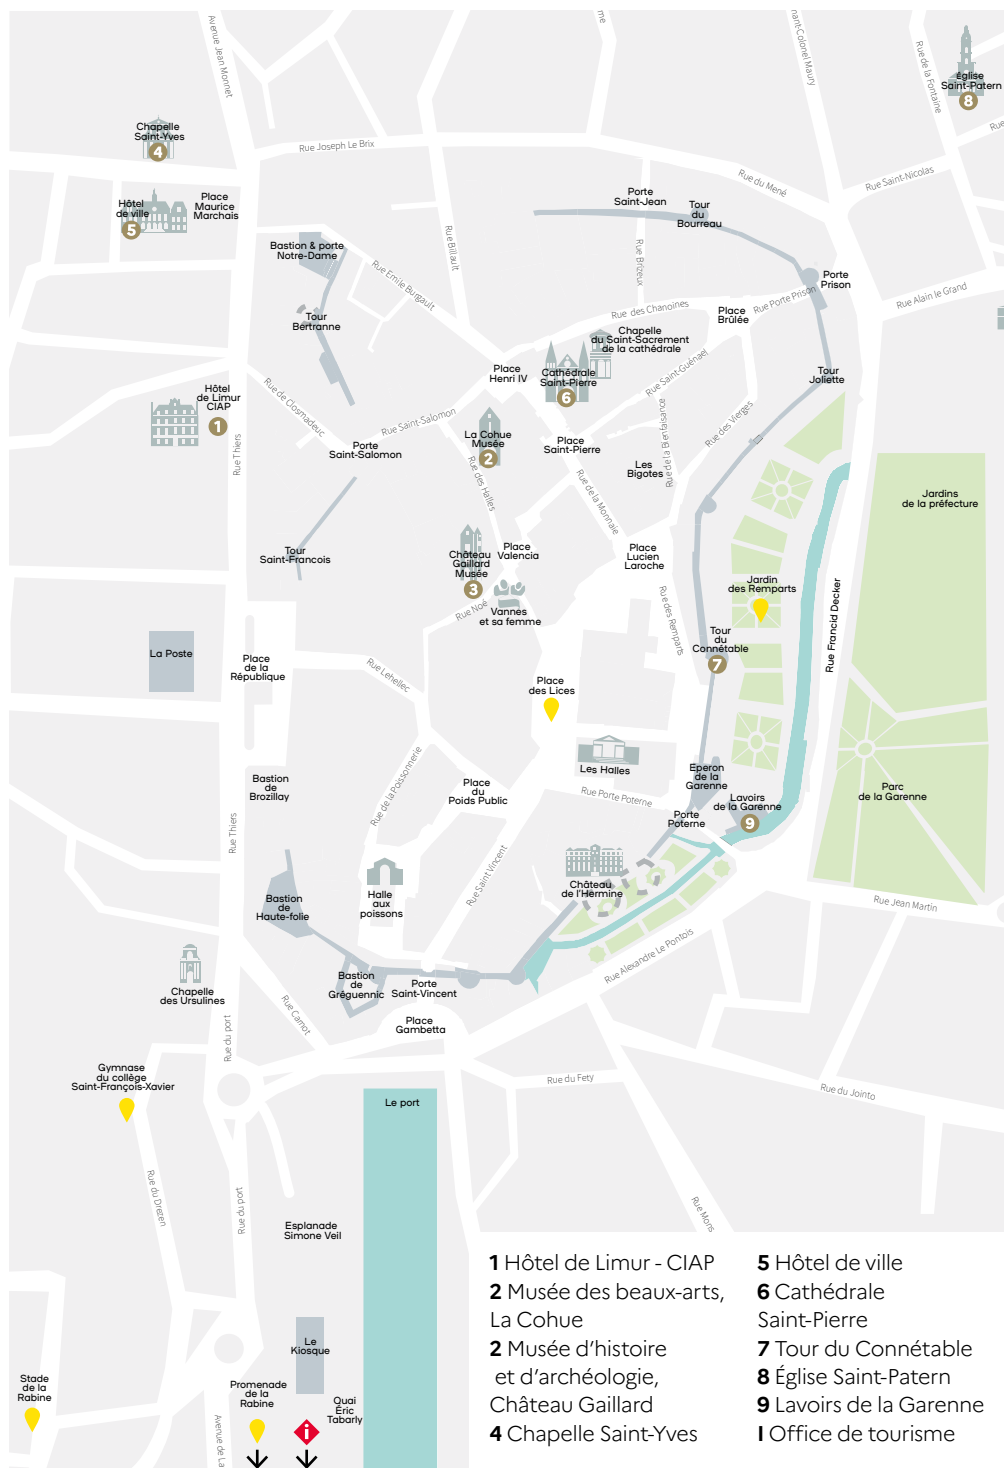 Avenue Jean Monnet
me
nant-Colonel Maury
Rue de la Fontaine
Église
Saint-Patern
8
Rue
Chapelle
Saint-Yves
4
Rue Joseph Le Brix
Rue du Mené
Rue Saint-Nicolas
Hôtel
de ville
5
Place
Maurice
Marchais
Porte
Saint-Jean
Tour
du
Bourreau
Bastion & porte
Notre-Dame
Rue Emile Burgault
Rue Billault
Rue Brizeux
Porte
Prison
Rue Porte Prison
Rue Alain le Grand
Tour
Bertranne
Rue des Chanoines
Place
Brûlée
Chapelle
du Saint-Sacrement
de la cathédrale
Place
Henri IV
Cathédrale
Saint-Pierre
6
Rue Saint-Guénael
Tour
Joliette
Hôtel
de Limur
CIAP
1
Rue de Closmadeuc
Rue Saint-Salomon
Rue de la Bienfaisance
Rue des Vierges
Rue Thiers
Porte
Saint-Salomon
La Cohue
Musée
2
Place
Saint-Pierre
Les
Bigotes
Rue des Halles
Rue de la Monnaie
Jardins
de la préfecture
Tour
Saint-Francois
Château
Gaillard
Musée
3
Place
Valencia
Place
Lucien
Laroche
Rue Noé
Vannes
et sa femme
Rue des Remparts
Jardin
des Remparts
Rue Francid Decker
La Poste
Place
de la
République
Rue Lehellec
Tour
du
Connétable
7
Place
des Lices
Rue de la Poissonnerie
Les Halles
Eperon
de la
Garenne
Bastion
de
Brozillay
Place
du
Poids Public
Rue Porte Poterne
Lavoirs
de la Garenne
9
Porte
Poterne
Parc
de la Garenne
Rue Thiers
Rue Saint Vincent
Bastion
de
Haute-folie
Halle
aux
poissons
Château
de l'Hermine
Rue Jean Martin
Rue Alexandre Le Pontois
Chapelle
des Ursulines
Bastion
de
Gréguennic
Porte
Saint-Vincent
Rue Carnot
Place
Gambetta
Rue du port
Gymnase
du collège
Saint-François-Xavier
Rue du Fety
Rue du Jointo
Le port
Rue du Drezen
Rue du port
Esplanade
Simone Veil
Rue Mons
Le
Kiosque
Stade
de la
Rabine
Promenade
de la
Rabine
Quai
Éric
Tabarly
Avenue de La
i
1 Hôtel de Limur - CIAP
2 Musée des beaux-arts,
La Cohue
2 Musée d'histoire
et d'archéologie,
Château Gaillard
4 Chapelle Saint-Yves
5 Hôtel de ville
6 Cathédrale
Saint-Pierre
7 Tour du Connétable
8 Église Saint-Patern
9 Lavoirs de la Garenne
I Office de tourisme